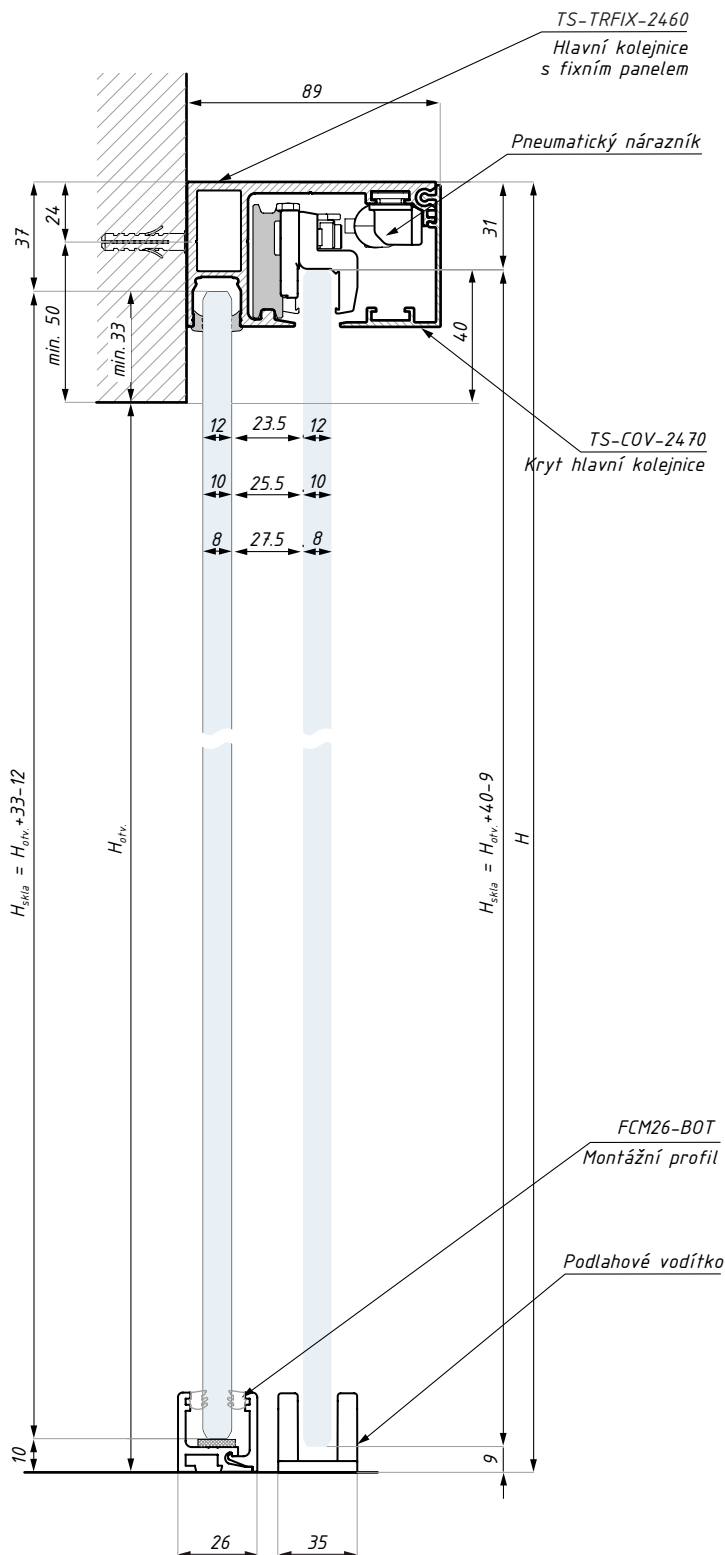 TS-TRFIX-2460
Hlavní kolejnice
s fixním panelem
89
Pneumatický nárazník
24
37
31
min. 50
min. 33
40
12
23.5
12
TS-COV-2470
Kryt hlavní kolejnice
10
25.5
10
8
27.5
8
Hskla = Hotv.+33-12
Hotv.
Hskla = Hotv.+40-9
H
FCM26-BOT
Montážní profil
Podlahové vodítko
10
9
26
35